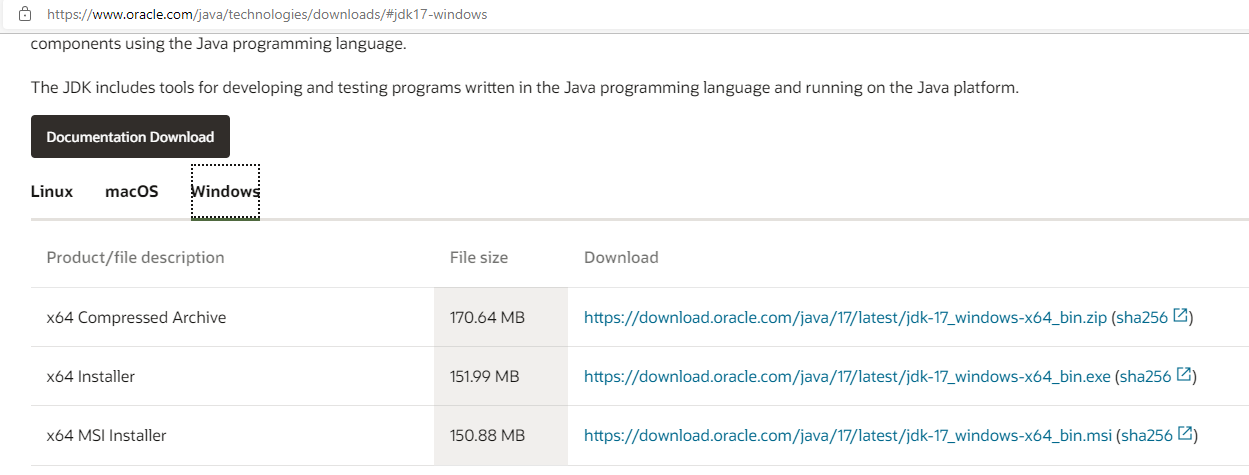 https://www.oracle.com/java/technologies/downloads/#jdk17-windows
components using the Java programming language.
The JDK includes tools for developing and testing programs written in the Java programming language and running on the Java platform.
Documentation Download
Linux macOS Windows
Product/file description File size Download
x64 Compressed Archive 170.64 MB https://download.oracle.com/java/17/latest/jdk-17_windows-x64_bin.zip (sha256)
x64 Installer 151.99 MB https://download.oracle.com/java/17/latest/jdk-17_windows-x64_bin.exe (sha256)
x64 MSI Installer 150.88 MB https://download.oracle.com/java/17/latest/jdk-17_windows-x64_bin.msi (sha256)